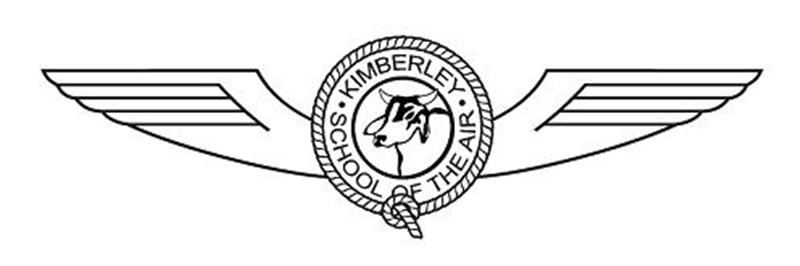 • KIMBERLEY •
SCHOOL OF THE AIR